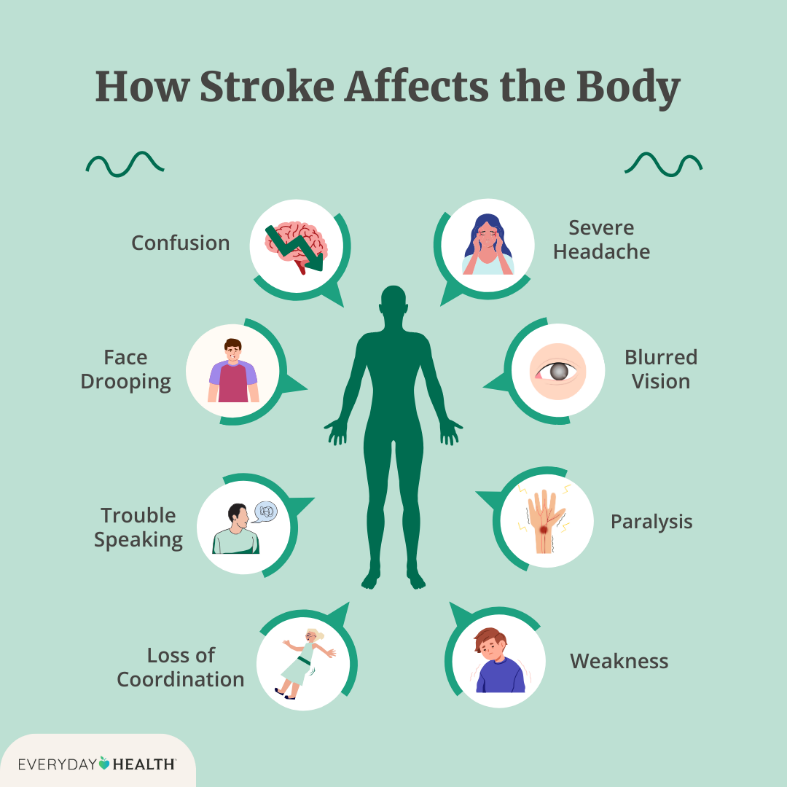 How Stroke Affects the Body
Confusion
Severe
Headache
Face
Drooping
Blurred
Vision
Trouble
Speaking
Paralysis
Loss of
Coordination
Weakness
EVERYDAY HEALTH